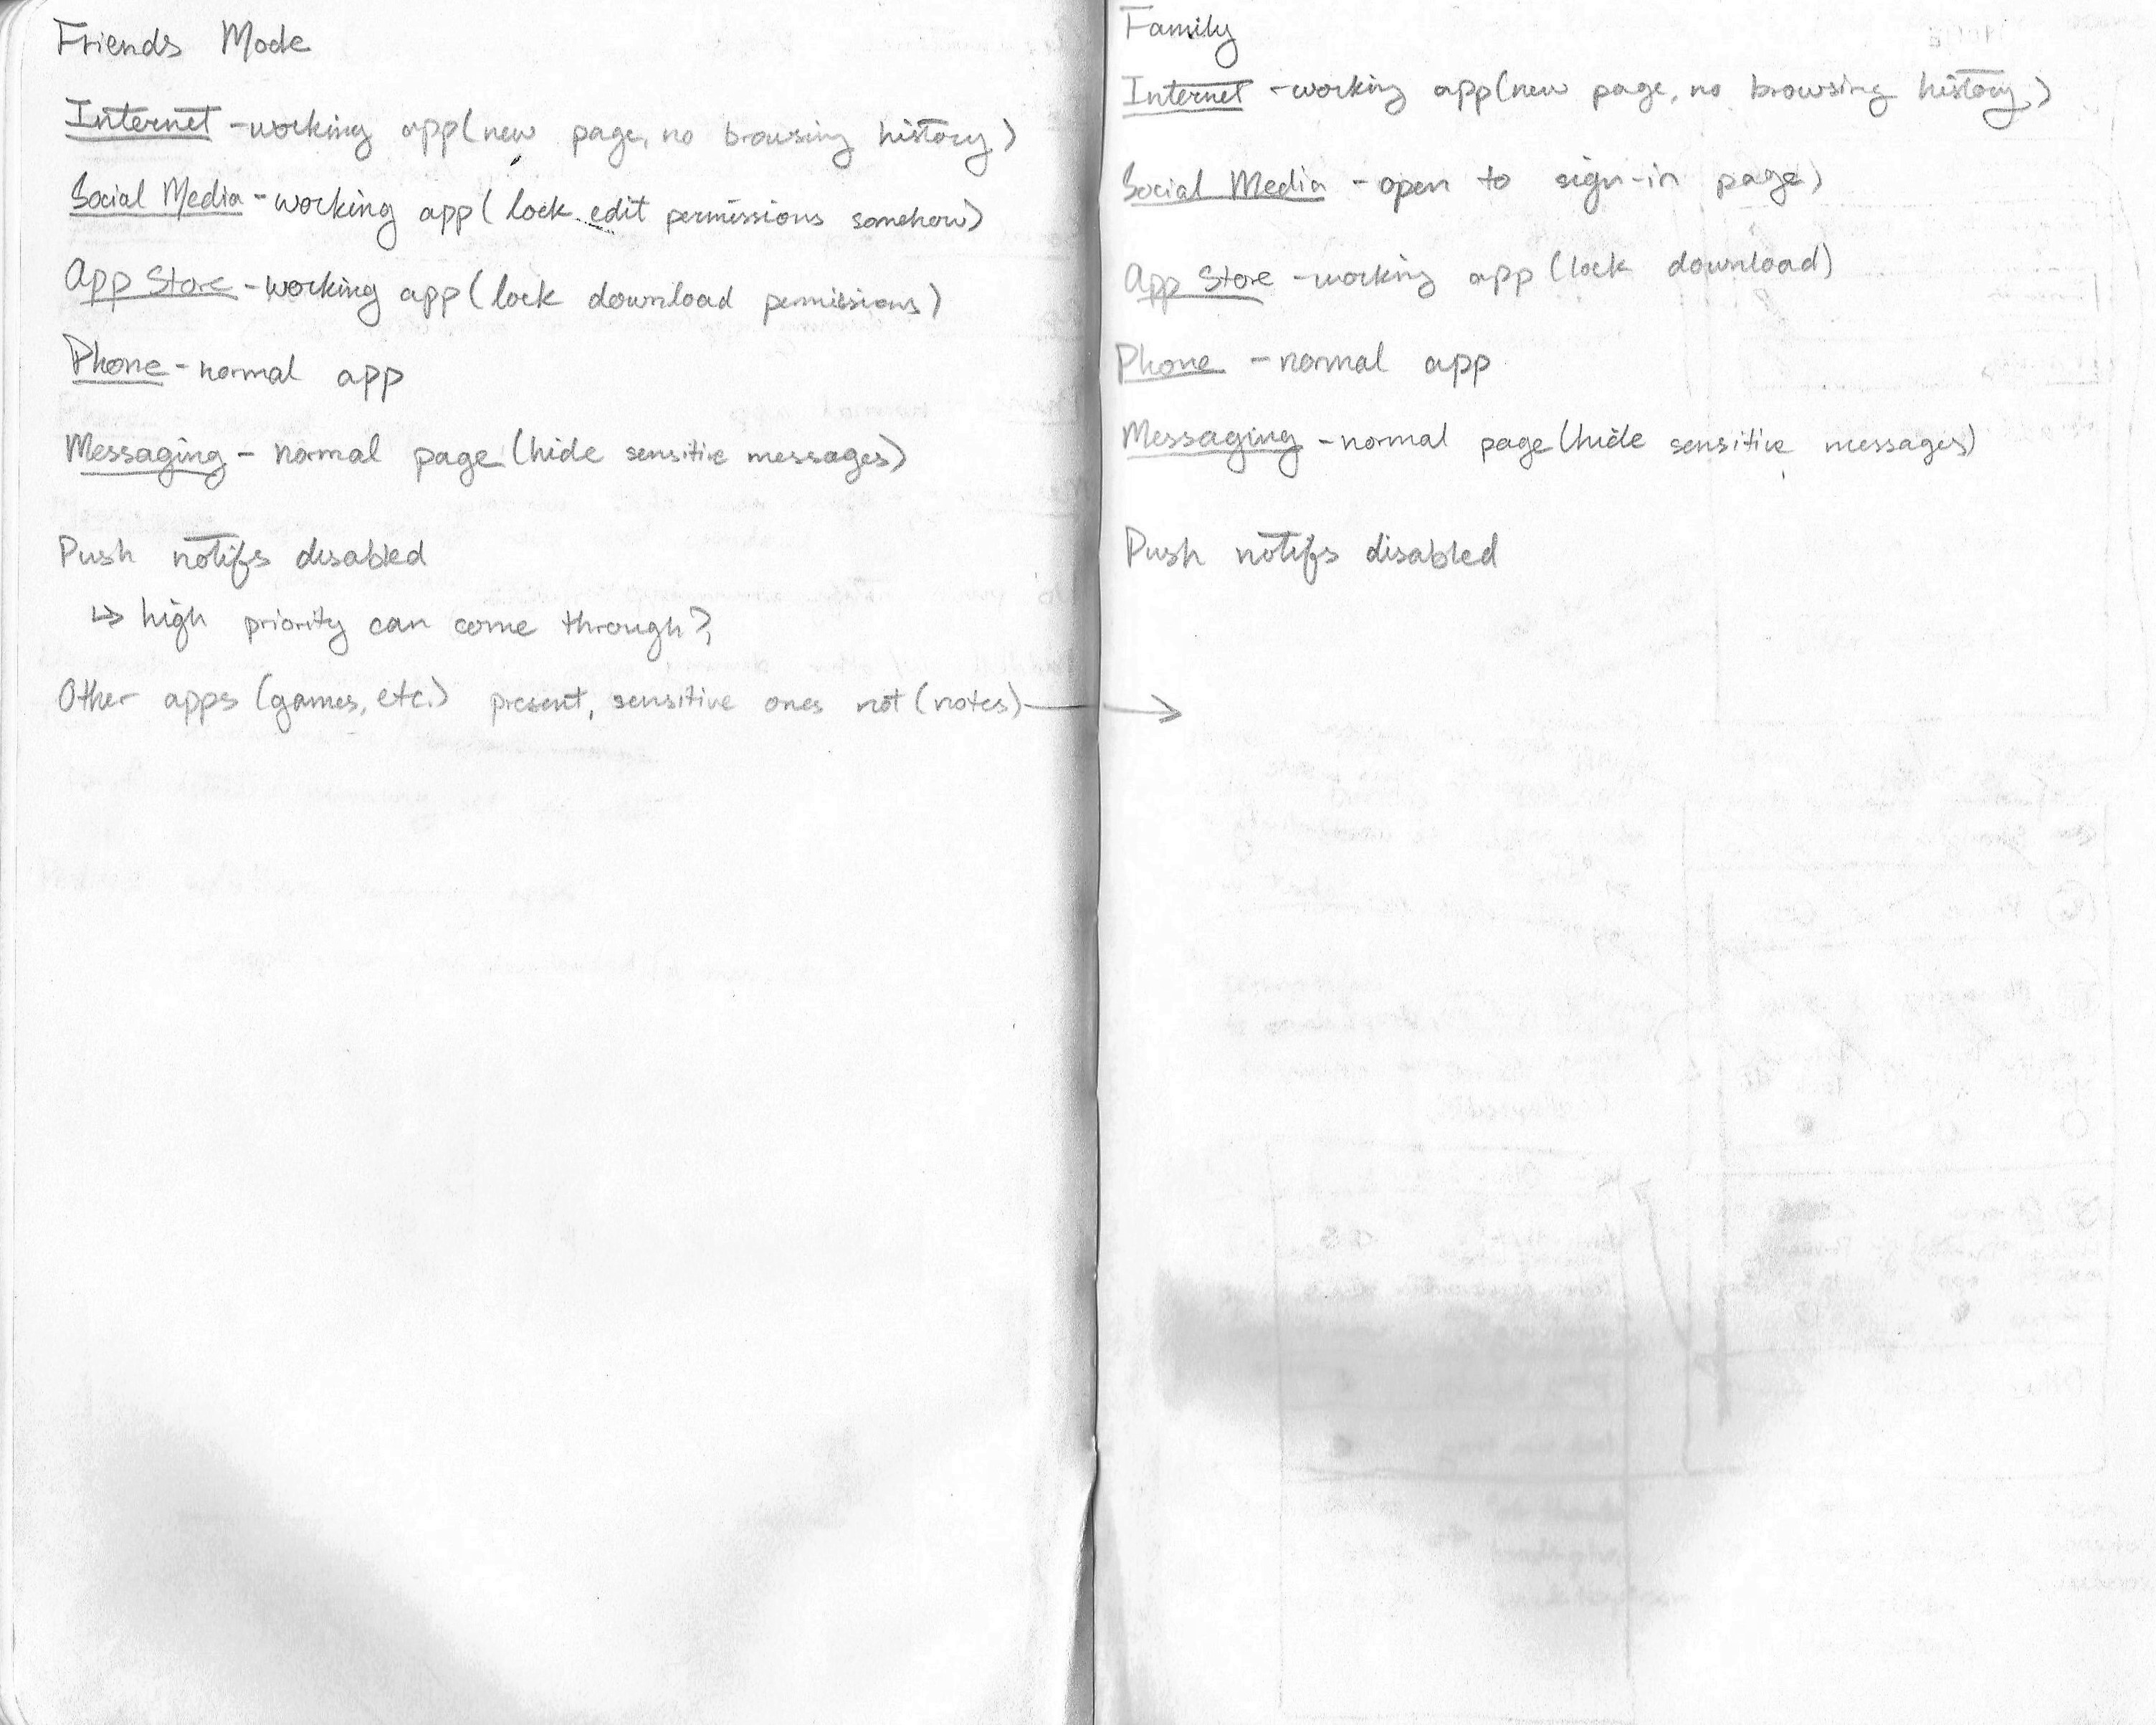 Friends Mode
Internet - working app (new page, no browsing history)
Social Media - working app (lock edit permissions somehow)
App Store - working app (lock download permissions)
Phone - normal app
Messaging - normal page (hide sensitive messages)
Push notifs disabled
↳ high priority can come through?
Other apps (games, etc.) present, sensitive ones not (notes) →
Family
Internet - working app (new page, no browsing history)
Social Media - open to sign-in page)
App Store - working app (lock download)
Phone - normal app
Messaging - normal page (hide sensitive messages)
Push notifs disabled